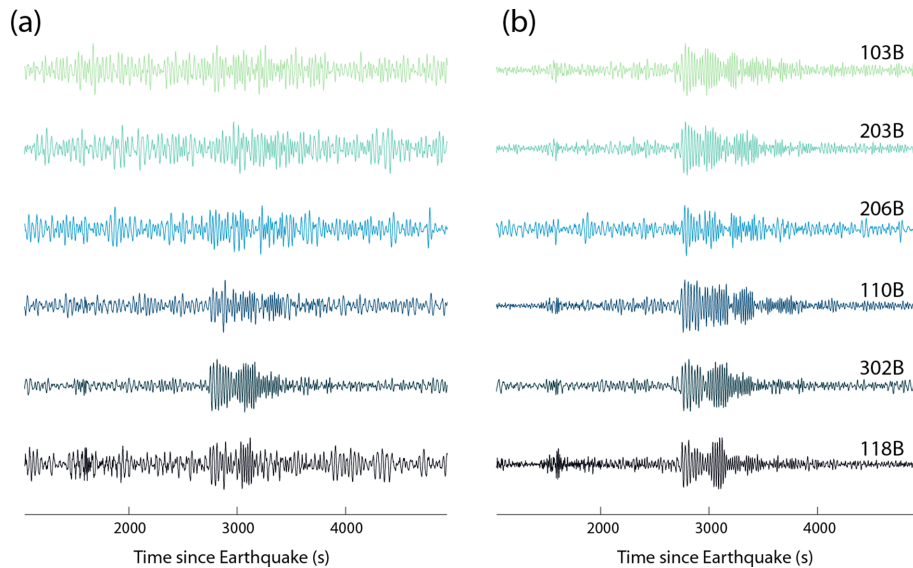 (a)
(b)
103B
203B
206B
110B
302B
118B
2000 3000 4000
2000 3000 4000
Time since Earthquake (s)
Time since Earthquake (s)